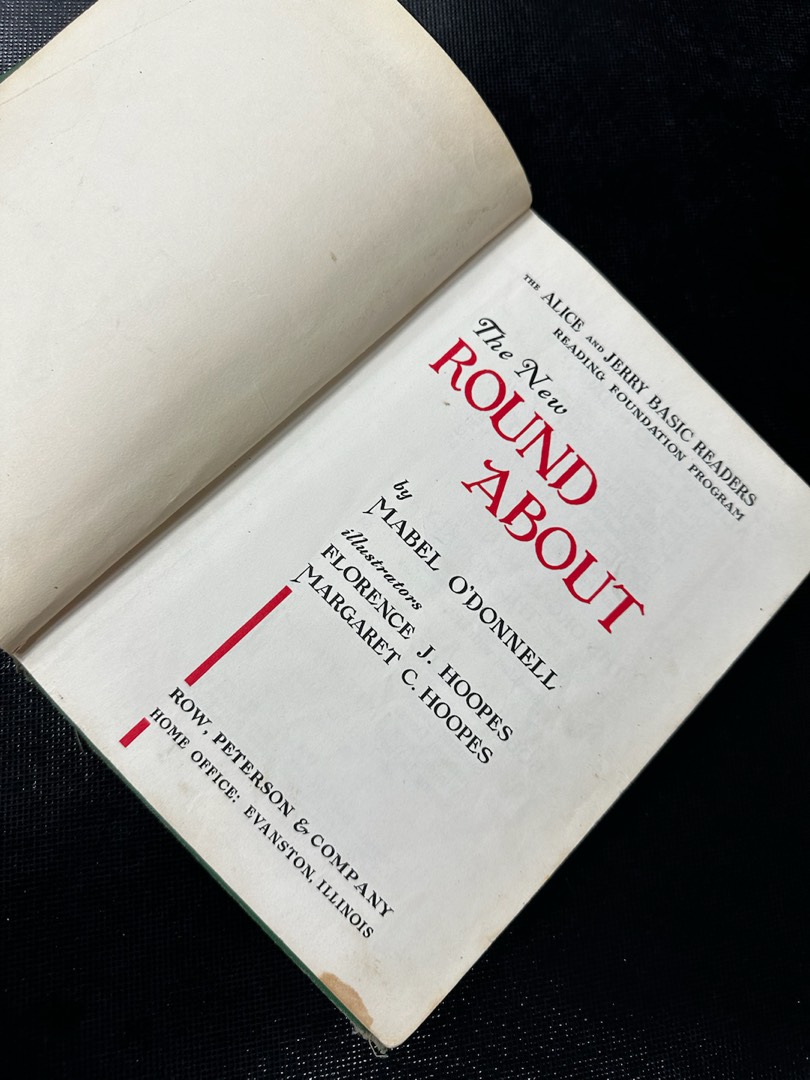 THE ALICE AND JERRY BASIC READERS
READING FOUNDATION PROGRAM
The New
ROUND
ABOUT
by
MABEL O'DONNELL
illustrators
FLORENCE J. HOOPES
MARGARET C. HOOPES
ROW, PETERSON & COMPANY
HOME OFFICE: EVANSTON, ILLINOIS